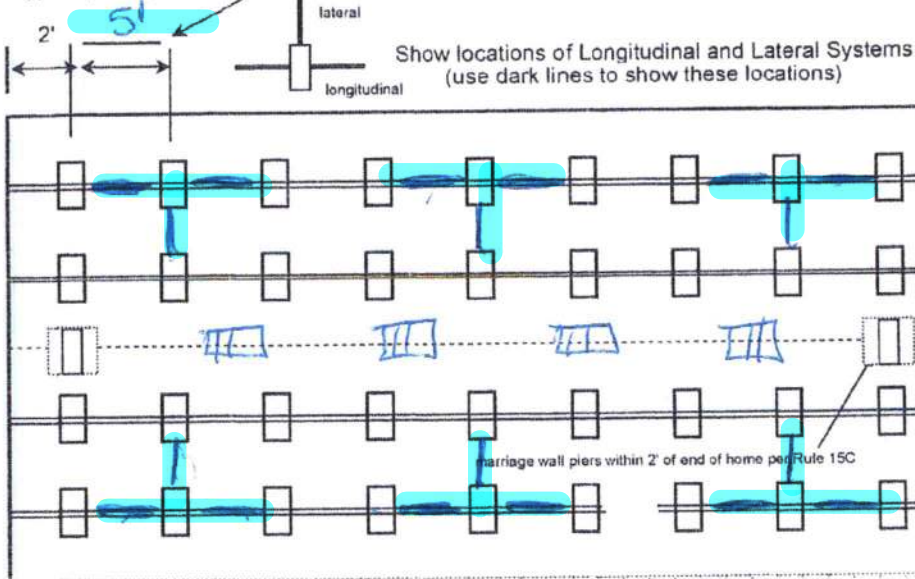 2'
5'
lateral
longitudinal
Show locations of Longitudinal and Lateral Systems
(use dark lines to show these locations)
marriage wall piers within 2' of end of home per Rule 15C